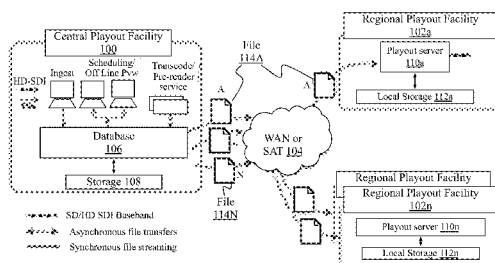 Central Playout Facility
100
HD-SDI
Ingest
Scheduling/
Off Line Pvw
Transcode/
Pre-reader
service
Database
106
Storage 108
File
114A
A
A
WAN or
SAT 104
N
File
114N
Regional Playout Facility
102a
Playout server
110a
Local Storage 112a
Regional Playout Facility
Regional Playout Facility
102n
Playout server
110n
Local Storage 112n
SD/HD SDI Baseband
Asynchronous file transfers
Synchronous file streaming